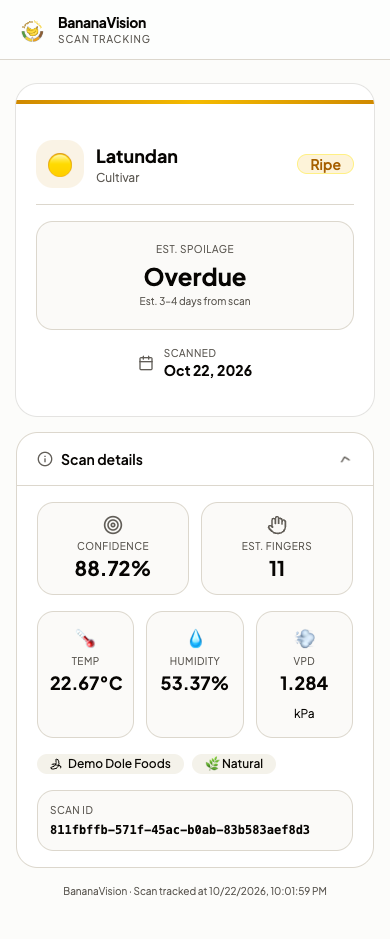 BananaVision
SCAN TRACKING
Latundan
Cultivar
Ripe
EST. SPOILAGE
Overdue
Est. 3–4 days from scan
SCANNED
Oct 22, 2026
Scan details
CONFIDENCE
88.72%
EST. FINGERS
11
TEMP
22.67°C
HUMIDITY
53.37%
VPD
1.284
kPa
Demo Dole Foods
Natural
SCAN ID
811fbffb-571f-45ac-b0ab-83b583aef8d3
BananaVision · Scan tracked at 10/22/2026, 10:01:59 PM